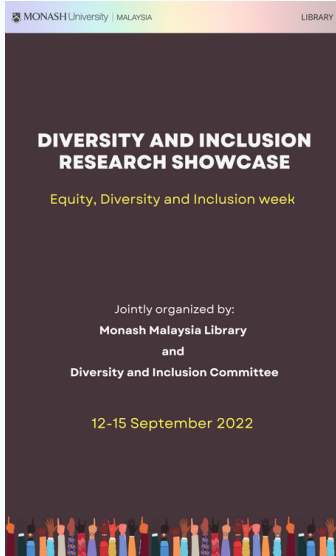 MONASH University | MALAYSIA
LIBRARY
DIVERSITY AND INCLUSION
RESEARCH SHOWCASE
Equity, Diversity and Inclusion week
Jointly organized by:
Monash Malaysia Library
and
Diversity and Inclusion Committee
12-15 September 2022